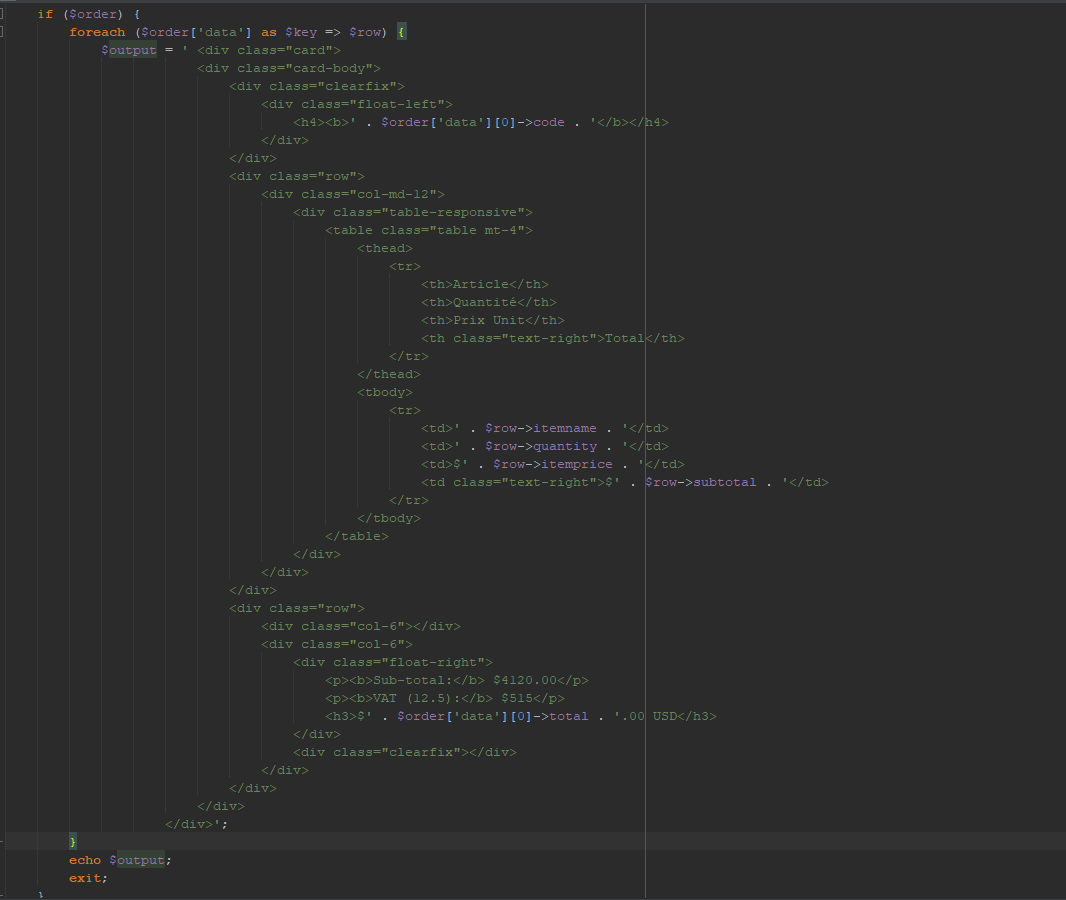 if ($order) {
foreach ($order['data'] as $key => $row) {
$output = ' <div class="card">
<div class="card-body">
<div class="clearfix">
<div class="float-left">
<h4><b>' . $order['data'][0]->code . '</b></h4>
</div>
</div>
<div class="row">
<div class="col-md-12">
<div class="table-responsive">
<table class="table mt-4">
<thead>
<tr>
<th>Article</th>
<th>Quantité</th>
<th>Prix Unit</th>
<th class="text-right">Total</th>
</tr>
</thead>
<tbody>
<tr>
<td>' . $row->itemname . '</td>
<td>' . $row->quantity . '</td>
<td>$' . $row->itemprice . '</td>
<td class="text-right">$' . $row->subtotal . '</td>
</tr>
</tbody>
</table>
</div>
</div>
</div>
<div class="row">
<div class="col-6"></div>
<div class="col-6">
<div class="float-right">
<p><b>Sub-total:</b> $4120.00</p>
<p><b>VAT (12.5):</b> $515</p>
<h3>$' . $order['data'][0]->total . '.00 USD</h3>
</div>
<div class="clearfix"></div>
</div>
</div>
</div>
</div>';
}
echo $output;
exit;
}